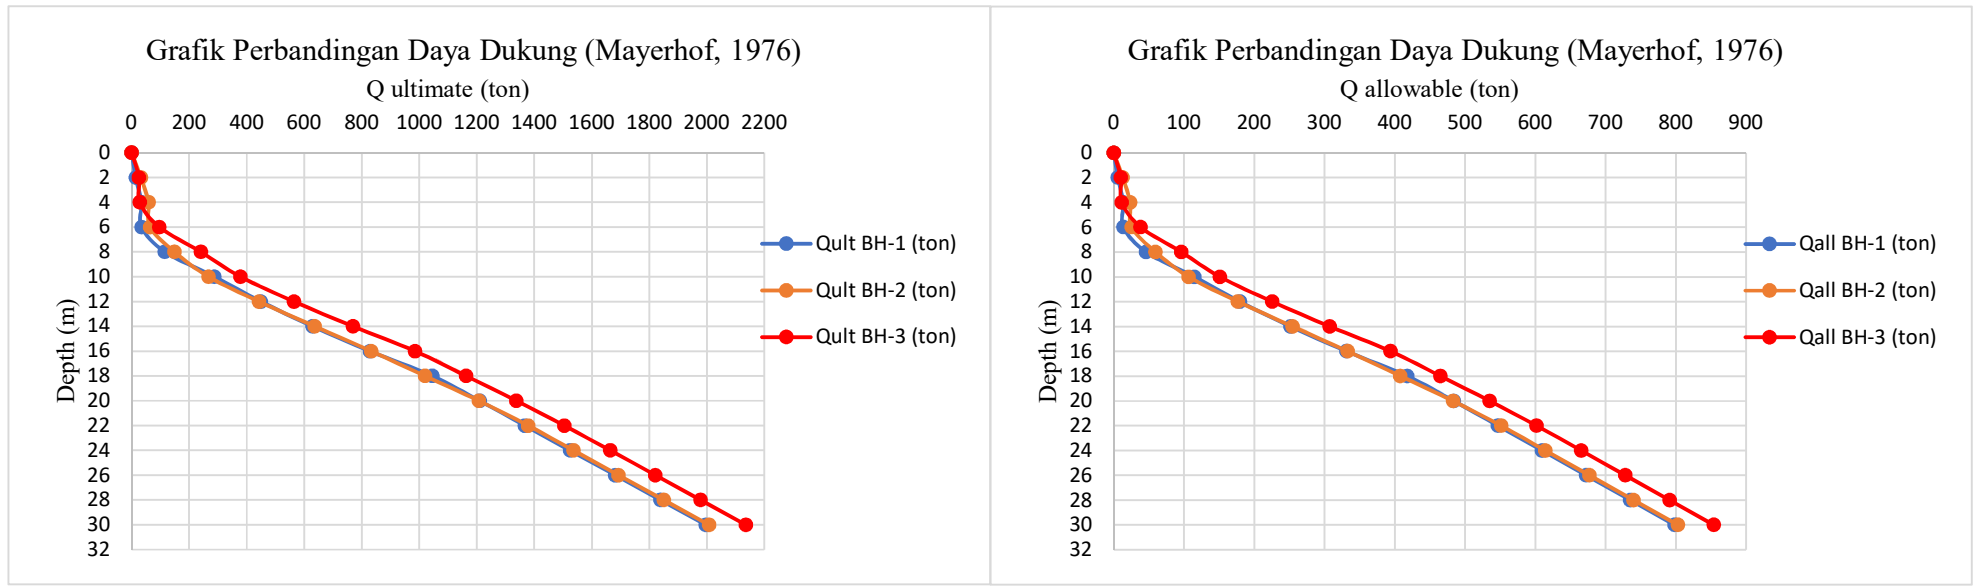 Grafik Perbandingan Daya Dukung (Mayerhof, 1976)
Q ultimate (ton)
0 200 400 600 800 1000 1200 1400 1600 1800 2000 2200
0
2
4
6
8
10
12
14
16
18
20
22
24
26
28
30
32
Depth (m)
Qult BH-1 (ton)
Qult BH-2 (ton)
Qult BH-3 (ton)
Grafik Perbandingan Daya Dukung (Mayerhof, 1976)
Q allowable (ton)
0 100 200 300 400 500 600 700 800 900
0
2
4
6
8
10
12
14
16
18
20
22
24
26
28
30
32
Depth (m)
Qall BH-1 (ton)
Qall BH-2 (ton)
Qall BH-3 (ton)